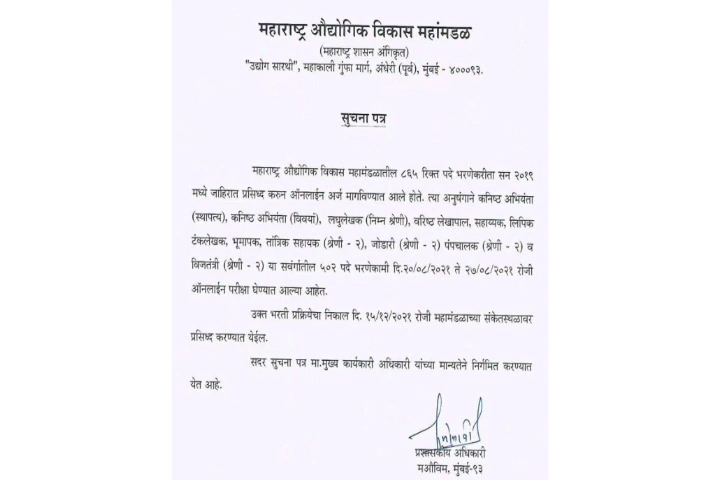 महाराष्ट्र औद्योगिक विकास महामंडळ
(महाराष्ट्र शासन अंगिकृत)
"उद्योग सारथी", महाकाली गुंफा मार्ग, अंधेरी (पूर्व), मुंबई - ४०००९३.
सुचना पत्र
महाराष्ट्र औद्योगिक विकास महामंडळातील ८६५ रिक्त पदे भरणेकरीता सन २०१९
मध्ये जाहिरात प्रसिध्द करुन ऑनलाईन अर्ज मागविण्यात आले होते. त्या अनुषंगाने कनिष्ठ अभियंता
(स्थापत्य), कनिष्ठ अभियंता (विवयां), लघुलेखक (निम्न श्रेणी), वरिष्ठ लेखापाल, सहाय्यक, लिपिक
टंकलेखक, भूमापक, तांत्रिक सहायक (श्रेणी - २), जोडारी (श्रेणी - २) पंपचालक (श्रेणी - २) व
विजतंत्री (श्रेणी - २) या सवंर्गातील ५०२ पदे भरणेकामी दि.२०/०८/२०२१ ते २७/०८/२०२१ रोजी
ऑनलाईन परीक्षा घेण्यात आल्या आहेत.
उक्त भरती प्रक्रियेचा निकाल दि. १५/१२/२०२१ रोजी महामंडळाच्या संकेतस्थळावर
प्रसिध्द करण्यात येईल.
सदर सुचना पत्र मा.मुख्य कार्यकारी अधिकारी यांच्या मान्यतेने निर्गमित करण्यात
येत आहे.
प्रशासकीय अधिकारी
मऔविम, मुंबई-९३